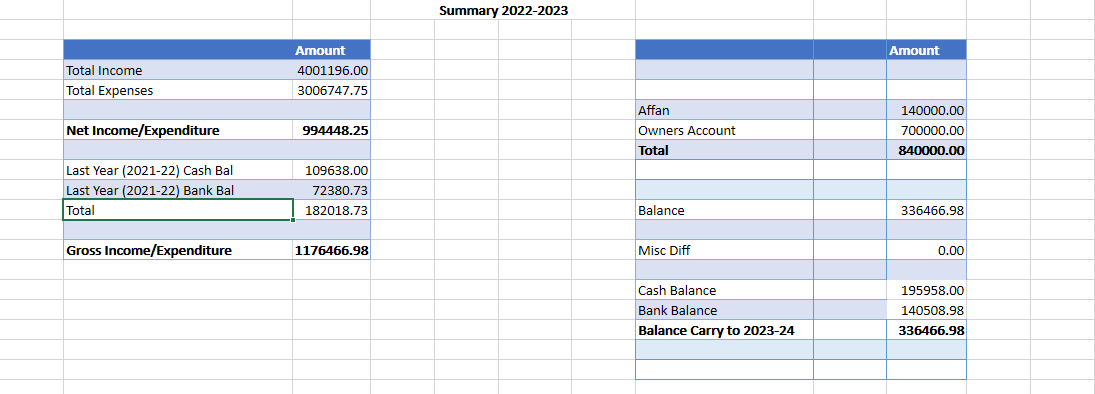 Summary 2022-2023
Amount
Total Income 4001196.00
Total Expenses 3006747.75
Net Income/Expenditure 994448.25
Last Year (2021-22) Cash Bal 109638.00
Last Year (2021-22) Bank Bal 72380.73
Total 182018.73
Gross Income/Expenditure 1176466.98
Amount
Affan 140000.00
Owners Account 700000.00
Total 840000.00
Balance 336466.98
Misc Diff 0.00
Cash Balance 195958.00
Bank Balance 140508.98
Balance Carry to 2023-24 336466.98